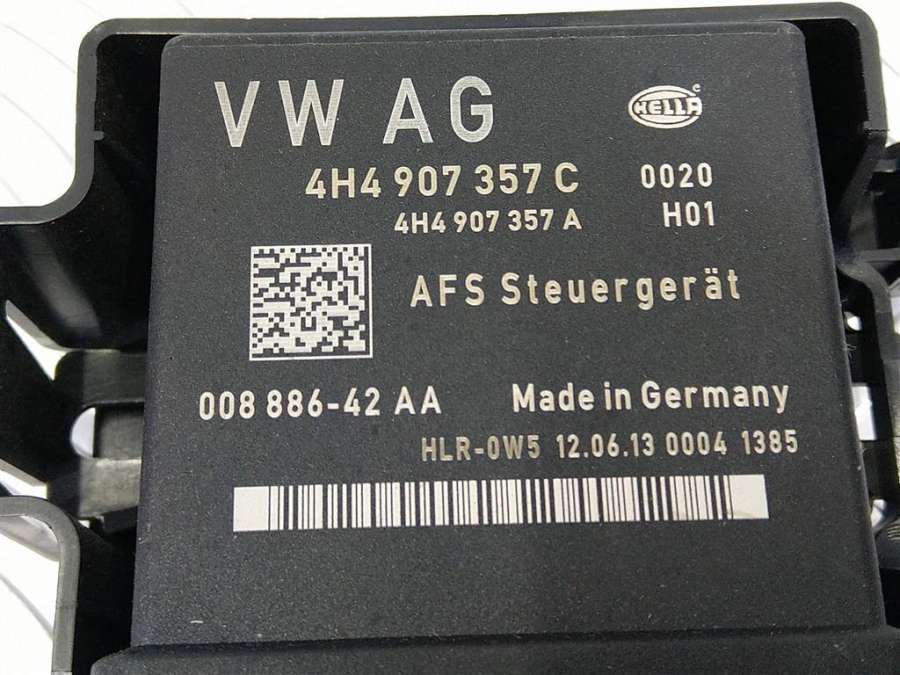 VW AG HELLA
4H4 907 357 C 0020
4H4 907 357 A H01
AFS Steuergerät
008 886-42 AA Made in Germany
HLR-0W5 12.06.13 0004 1385